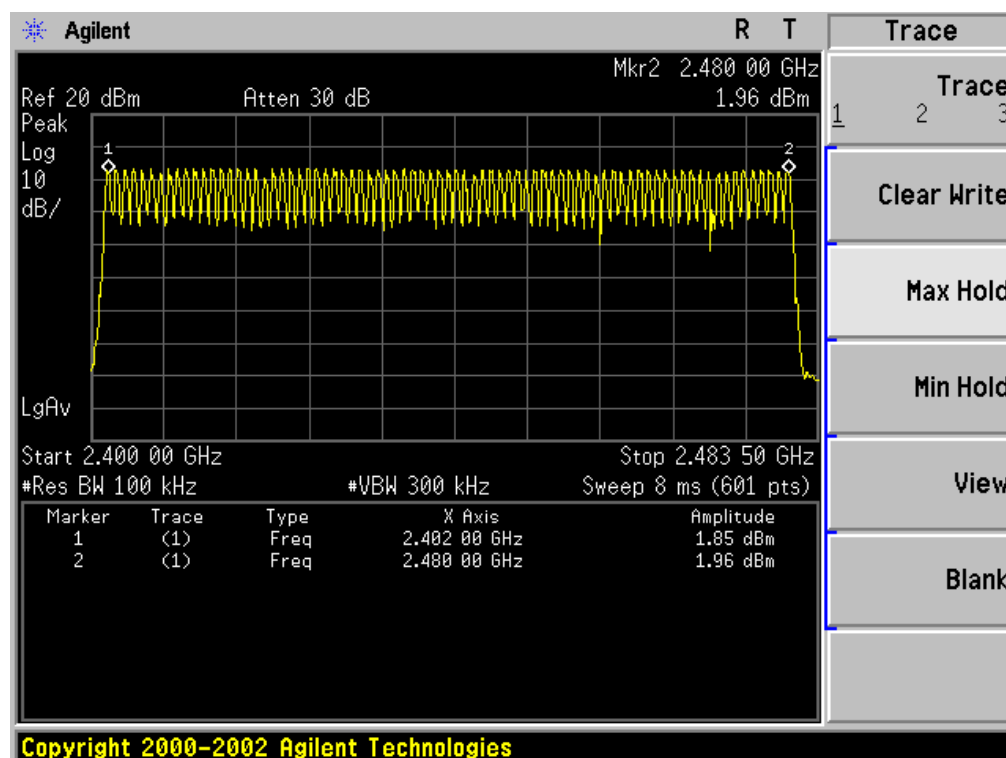 Agilent
R T
Trace
Mkr2 2.480 00 GHz
Ref 20 dBm Atten 30 dB 1.96 dBm
Peak
Log
10
dB/
1
2
LgAv
Start 2.400 00 GHz Stop 2.483 50 GHz
#Res BW 100 kHz #VBW 300 kHz Sweep 8 ms (601 pts)
Marker Trace Type X Axis Amplitude
1 (1) Freq 2.402 00 GHz 1.85 dBm
2 (1) Freq 2.480 00 GHz 1.96 dBm
Trace
1 2 3
Clear Write
Max Hold
Min Hold
View
Blank
Copyright 2000-2002 Agilent Technologies